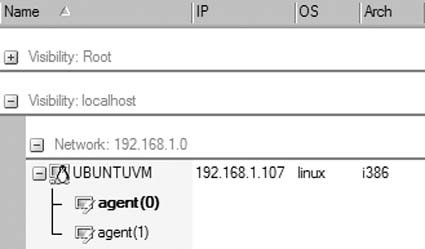 Name IP OS Arch
Visibility: Root
Visibility: localhost
Network: 192.168.1.0
UBUNTUVM 192.168.1.107 linux i386
agent(0)
agent(1)